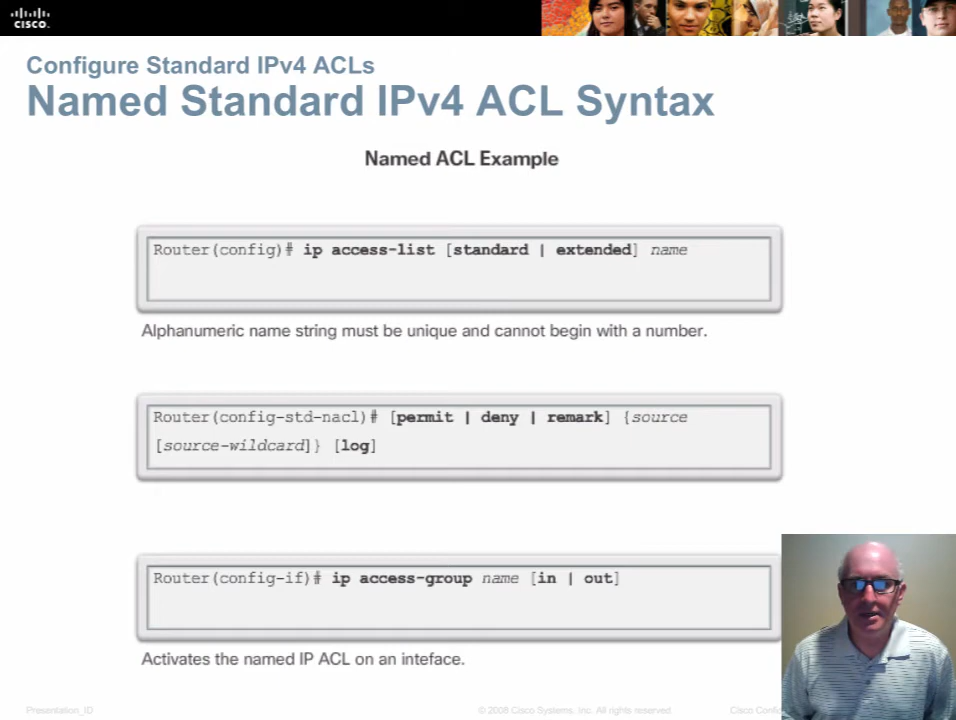 CISCO
Configure Standard IPv4 ACLs
Named Standard IPv4 ACL Syntax
Named ACL Example
Router(config)# ip access-list [standard | extended] name
Alphanumeric name string must be unique and cannot begin with a number.
Router(config-std-nacl)# [permit | deny | remark] {source
[source-wildcard]} [log]
Router(config-if)# ip access-group name [in | out]
Activates the named IP ACL on an inteface.
Presentation_ID
© 2008 Cisco Systems, Inc. All rights reserved.
Cisco Confi